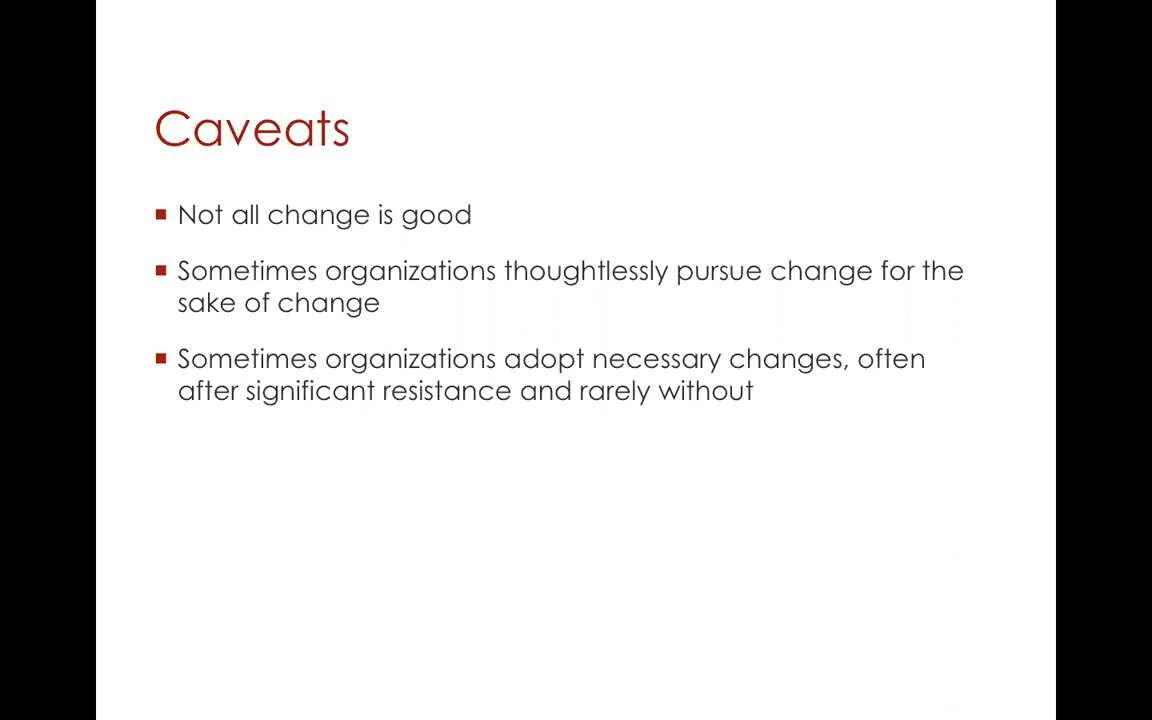 Caveats
Not all change is good
Sometimes organizations thoughtlessly pursue change for the
sake of change
Sometimes organizations adopt necessary changes, often
after significant resistance and rarely without